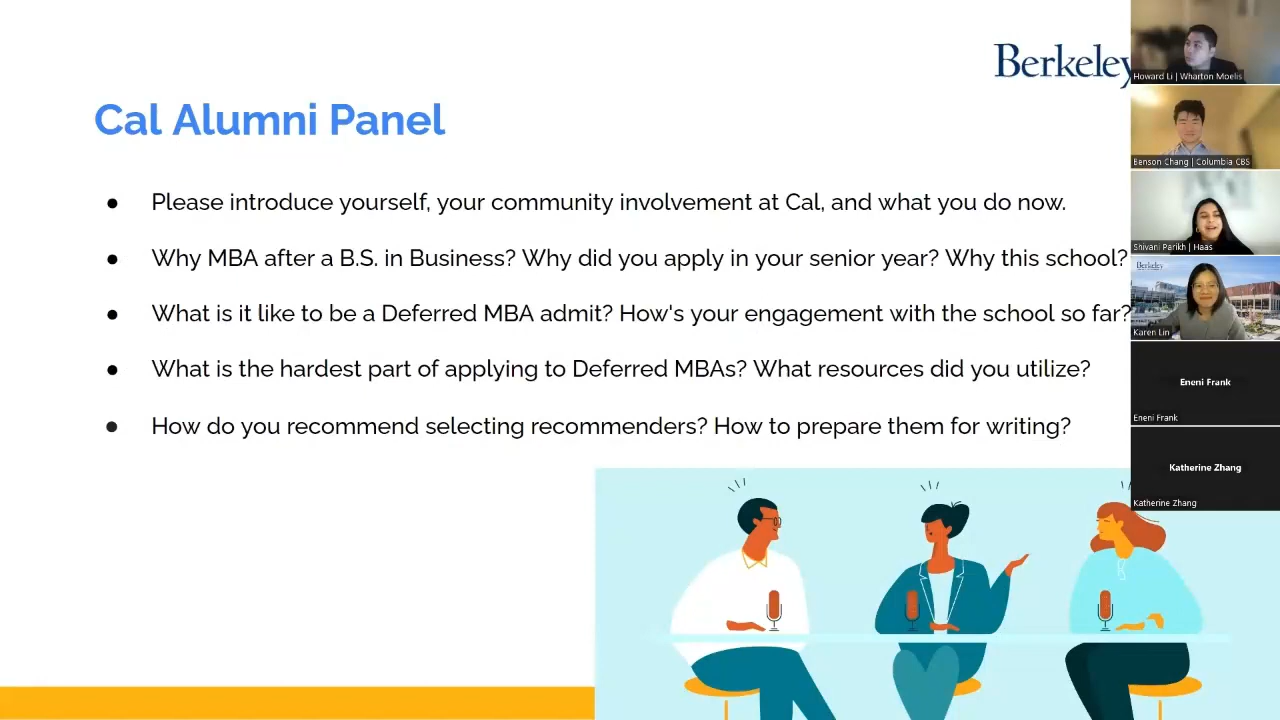 Berkeley
Cal Alumni Panel
● Please introduce yourself, your community involvement at Cal, and what you do now.
● Why MBA after a B.S. in Business? Why did you apply in your senior year? Why this school?
● What is it like to be a Deferred MBA admit? How's your engagement with the school so far?
● What is the hardest part of applying to Deferred MBAs? What resources did you utilize?
● How do you recommend selecting recommenders? How to prepare them for writing?
Howard Li | Wharton Moelis
Benson Chang | Columbia CBS
Shivani Parikh | Haas
Berkeley
Karen Lin
Eneni Frank
Eneni Frank
Katherine Zhang
Katherine Zhang